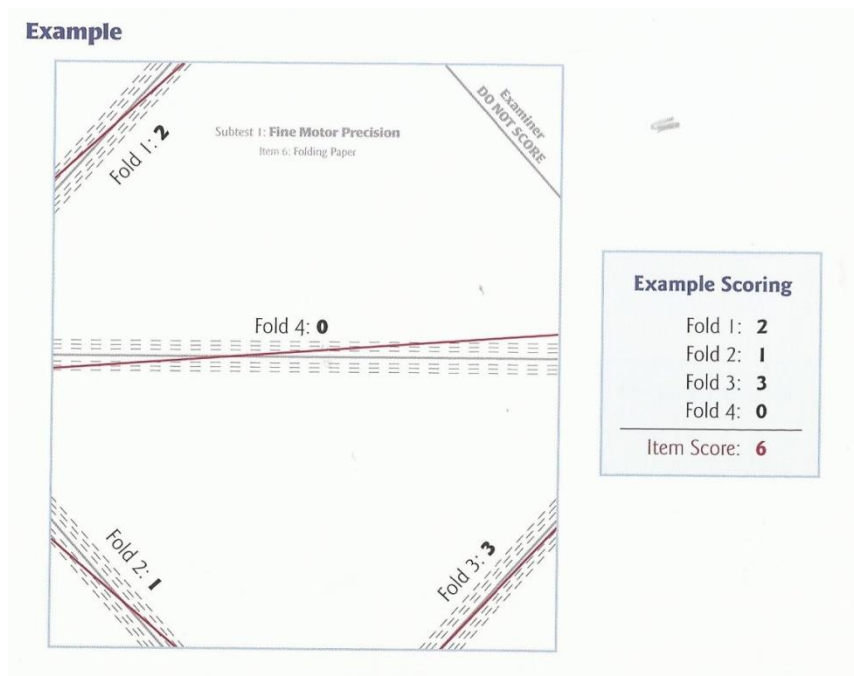 Example
Examiner
DO NOT SCORE
Subtest 1: Fine Motor Precision
Item 6: Folding Paper
Fold 1: 2
Fold 4: 0
Fold 2: 1
Fold 3: 3
Example Scoring
Fold 1: 2
Fold 2: 1
Fold 3: 3
Fold 4: 0
Item Score: 6